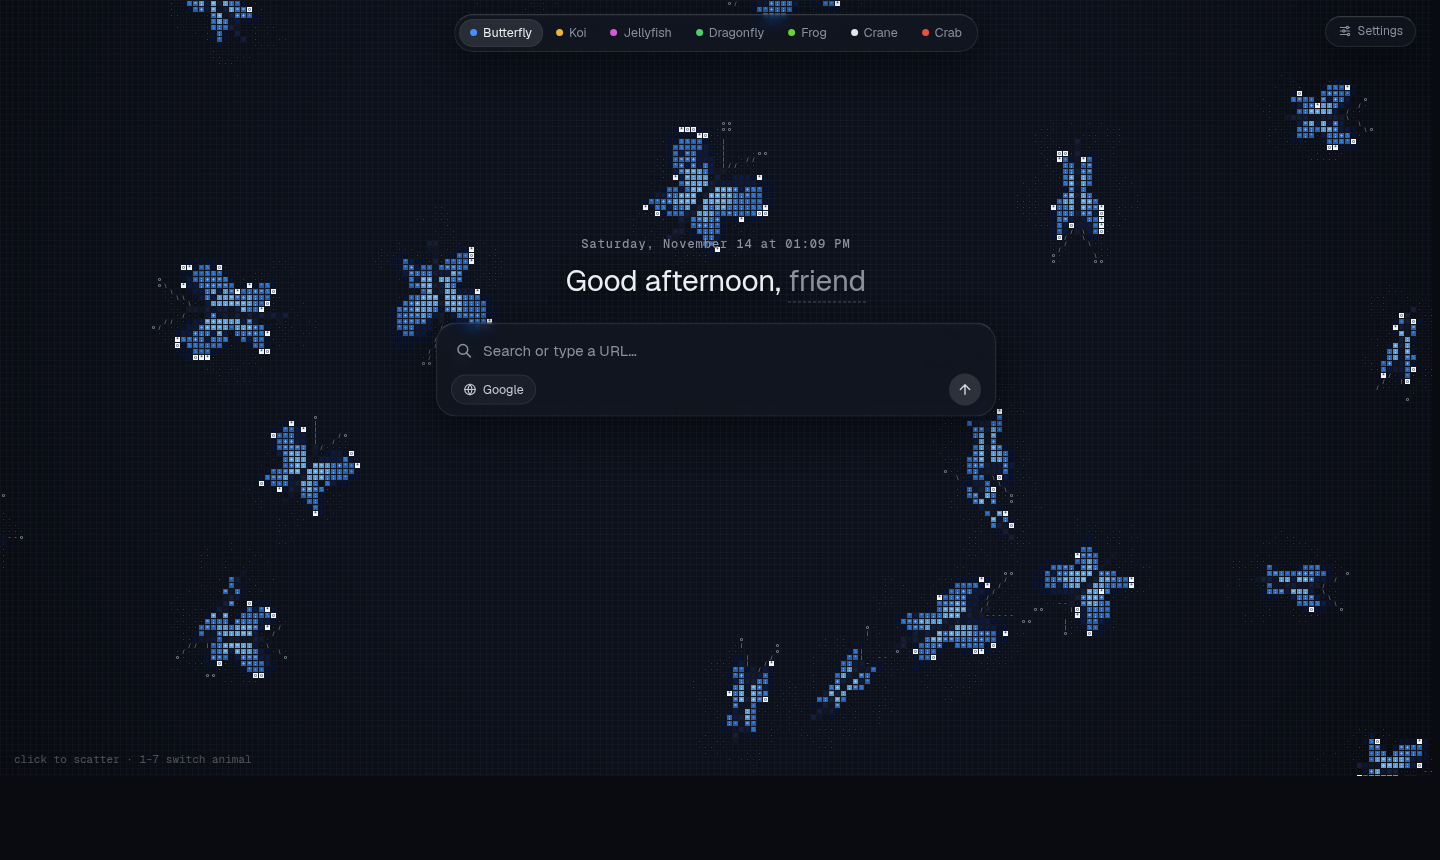 Butterfly
Koi
Jellyfish
Dragonfly
Frog
Crane
Crab
Settings
Saturday, November 14 at 01:09 PM
Good afternoon, friend
Search or type a URL…
Google
click to scatter · 1–7 switch animal